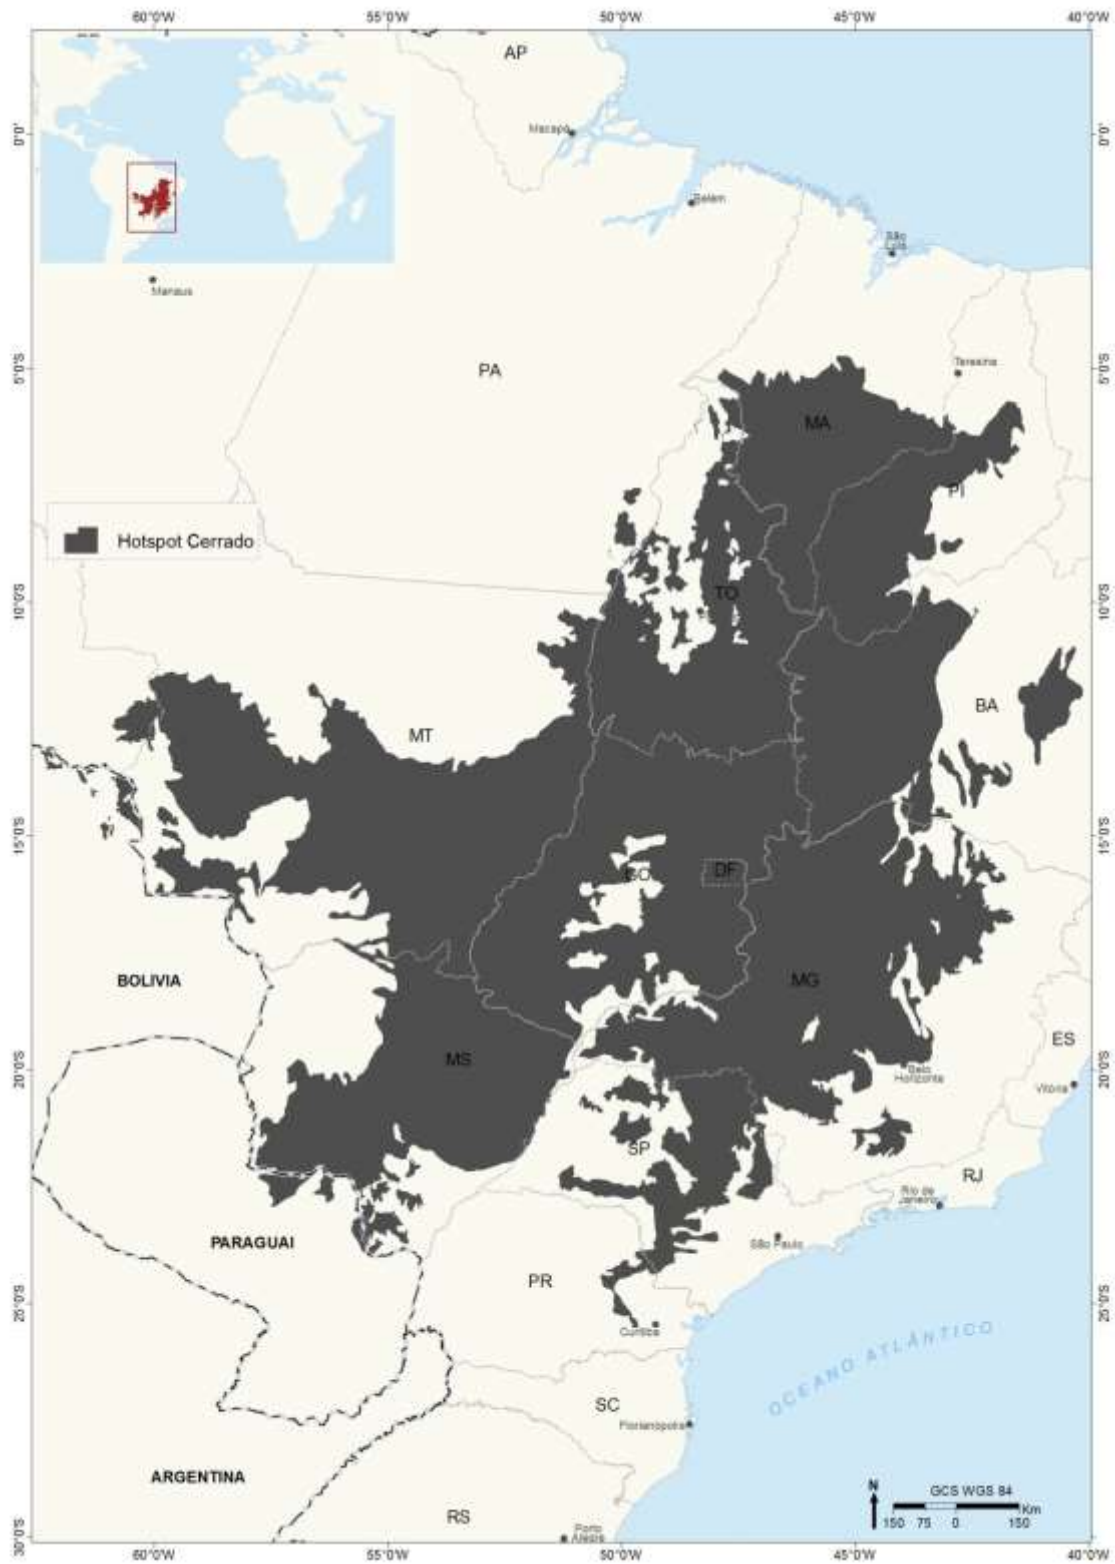 60°0'W 55°0'W 50°0'W 45°0'W 40°0'W
AP
Macapá
0°0' 0°0'
Belém
São
Luís
Manaus
5°0'S PA Teresina 5°0'S
MA
PI
Hotspot Cerrado
TO
10°0'S 10°0'S
BA
MT
15°0'S 15°0'S
GO DF
BOLIVIA MG
ES
MS
20°0'S 20°0'S
Belo
Horizonte
Vitória
SP
RJ
Rio de
Janeiro
PARAGUAI
São Paulo
PR
25°0'S 25°0'S
Curitiba
OCEANO ATLÂNTICO
SC
Florianópolis
ARGENTINA
N
GCS WGS 84
Km
150 75 0 150
RS
Porto
Alegre
30°0'S 30°0'S
60°0'W 55°0'W 50°0'W 45°0'W 40°0'W